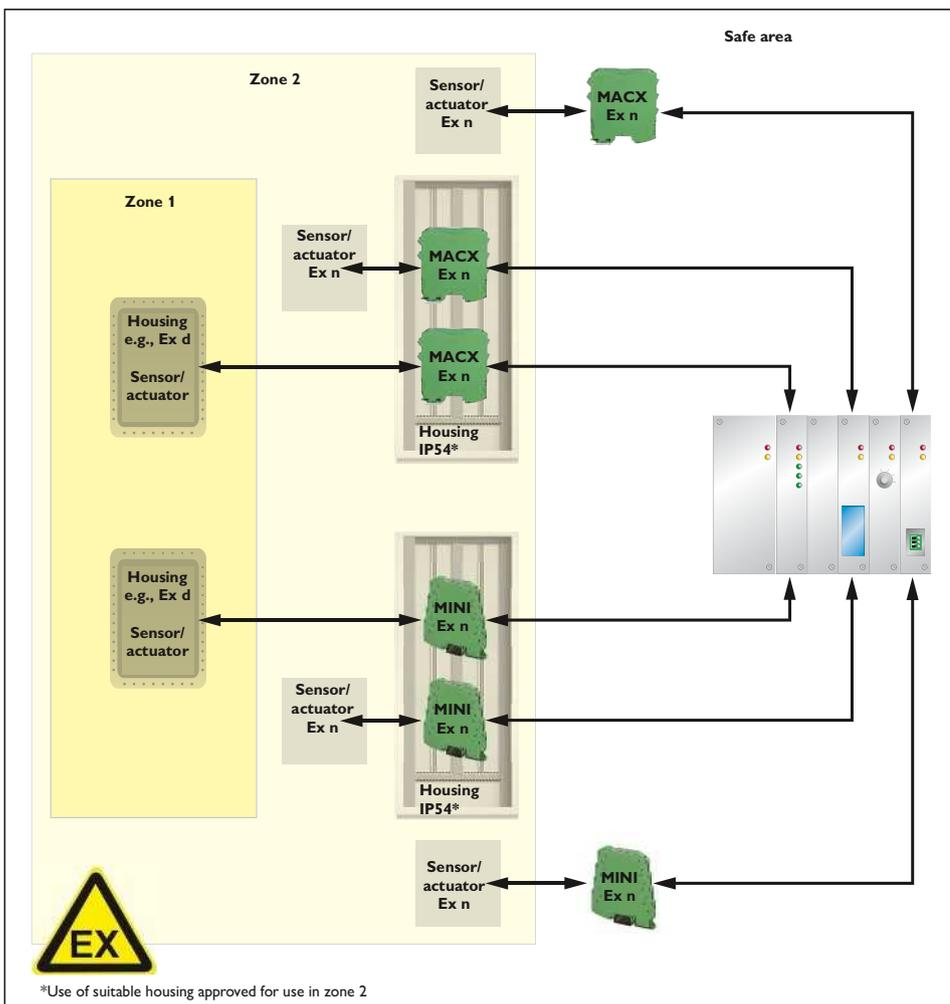 Safe area
Zone 2
Sensor/
actuator
Ex n
MACX
Ex n
Zone 1
Sensor/
actuator
Ex n
MACX
Ex n
Housing
e.g., Ex d
Sensor/
actuator
MACX
Ex n
Housing
IP54*
Housing
e.g., Ex d
Sensor/
actuator
MINI
Ex n
Sensor/
actuator
Ex n
MINI
Ex n
Housing
IP54*
Sensor/
actuator
Ex n
MINI
Ex n
EX
*Use of suitable housing approved for use in zone 2